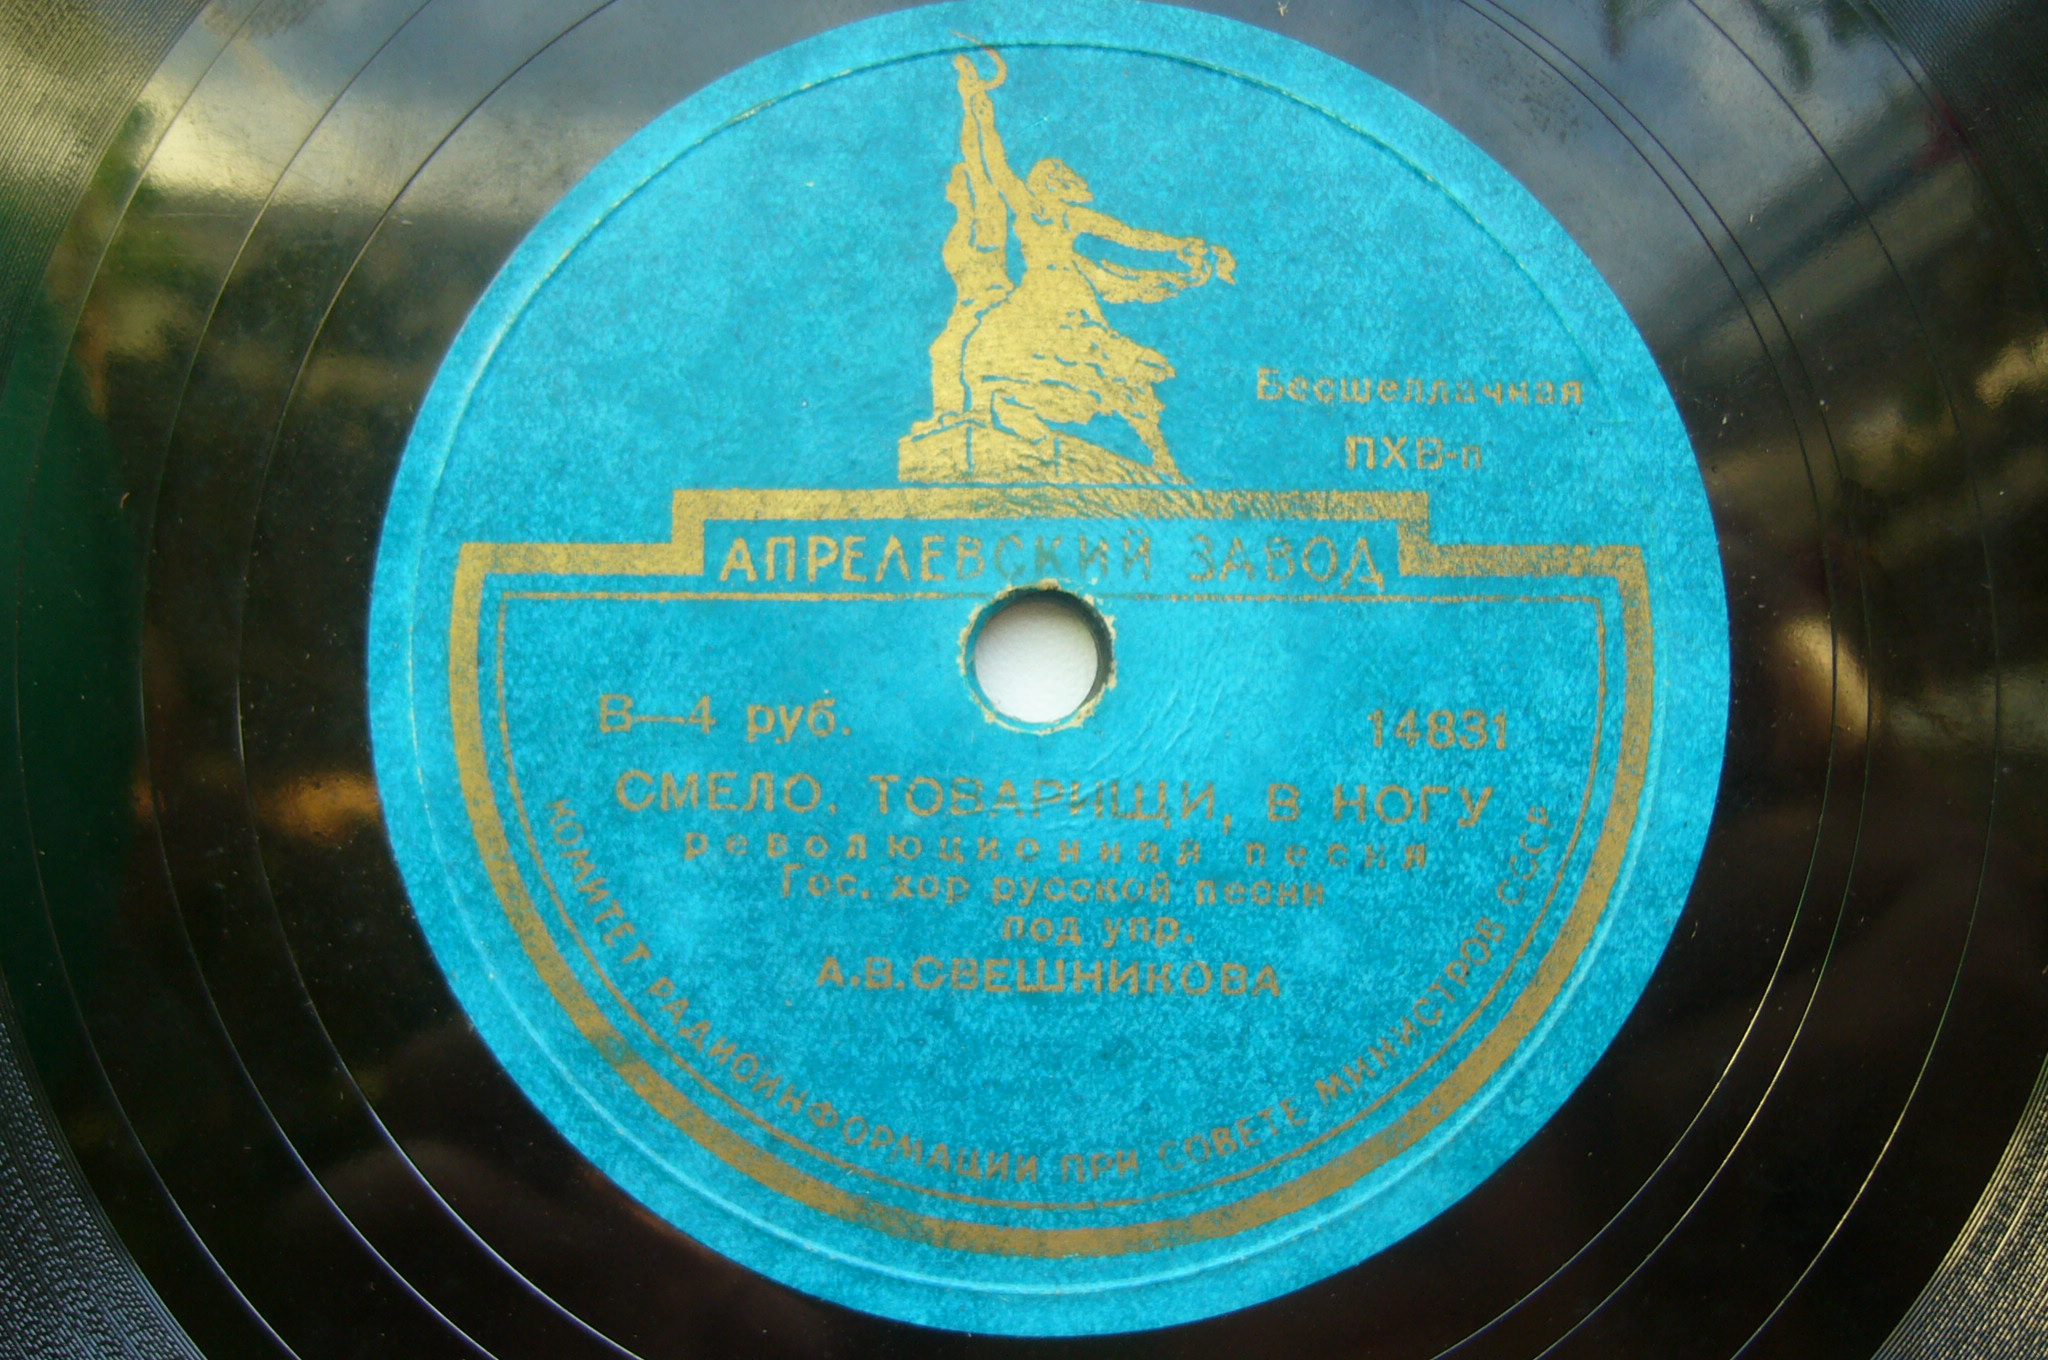 Бесшеллачная
ПХВ-п
АПРЕЛЕВСКИЙ ЗАВОД
В—4 руб. 14831
СМЕЛО, ТОВАРИЩИ, В НОГУ
революционная песня
Гос. хор русской песни
под упр.
А.В.СВЕШНИКОВА
КОМИТЕТ РАДИОИНФОРМАЦИИ ПРИ СОВЕТЕ МИНИСТРОВ СССР